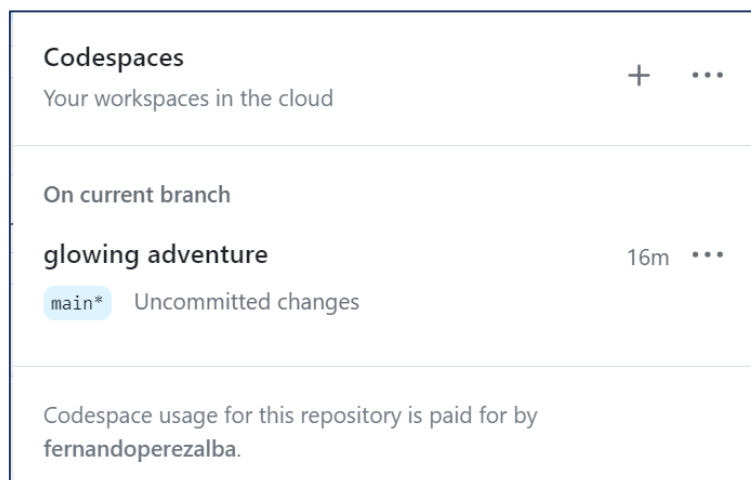 Codespaces
Your workspaces in the cloud
On current branch
glowing adventure
16m
main*
Uncommitted changes
Codespace usage for this repository is paid for by
fernandoperezalba.